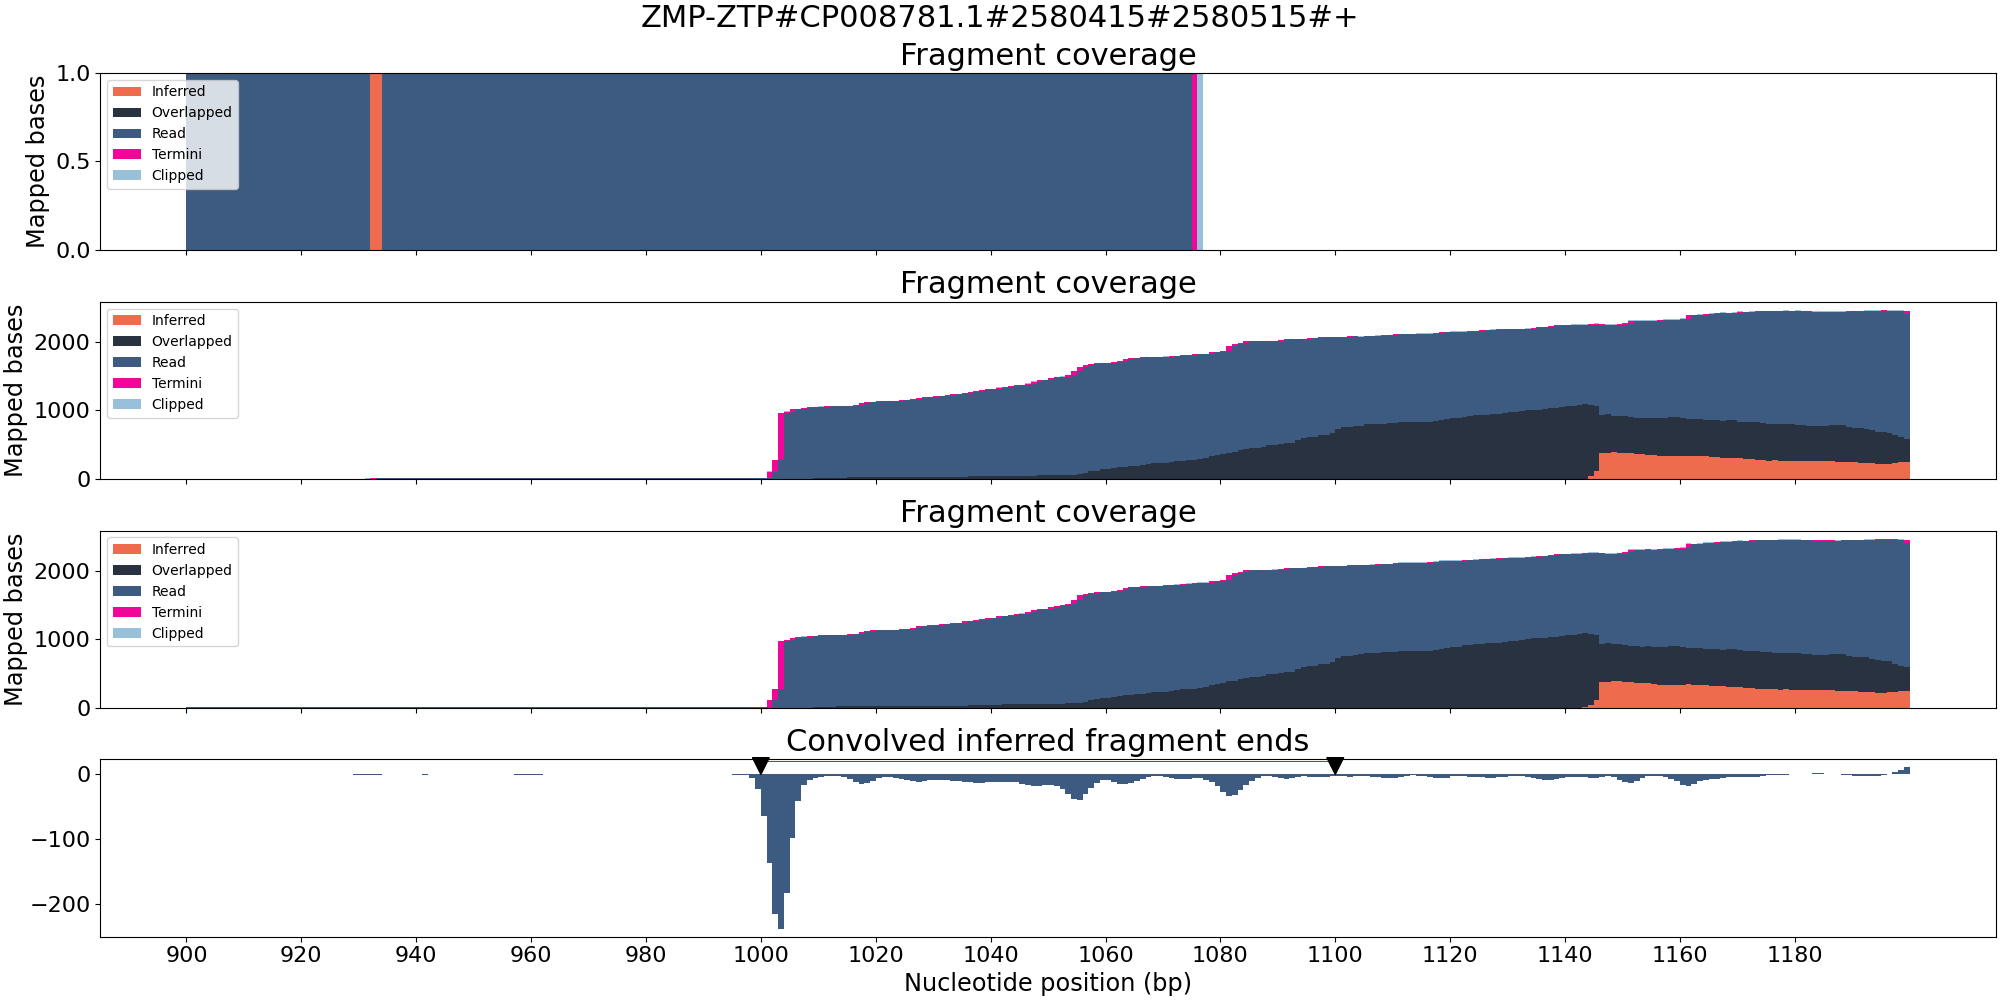 ZMP-ZTP#CP008781.1#2580415#2580515#+
Fragment coverage
Mapped bases
1.0
0.5
0.0
Inferred
Overlapped
Read
Termini
Clipped
Fragment coverage
Mapped bases
2000
1000
0
Inferred
Overlapped
Read
Termini
Clipped
Fragment coverage
Mapped bases
2000
1000
0
Inferred
Overlapped
Read
Termini
Clipped
Convolved inferred fragment ends
0
−100
−200
900 920 940 960 980 1000 1020 1040 1060 1080 1100 1120 1140 1160 1180
Nucleotide position (bp)